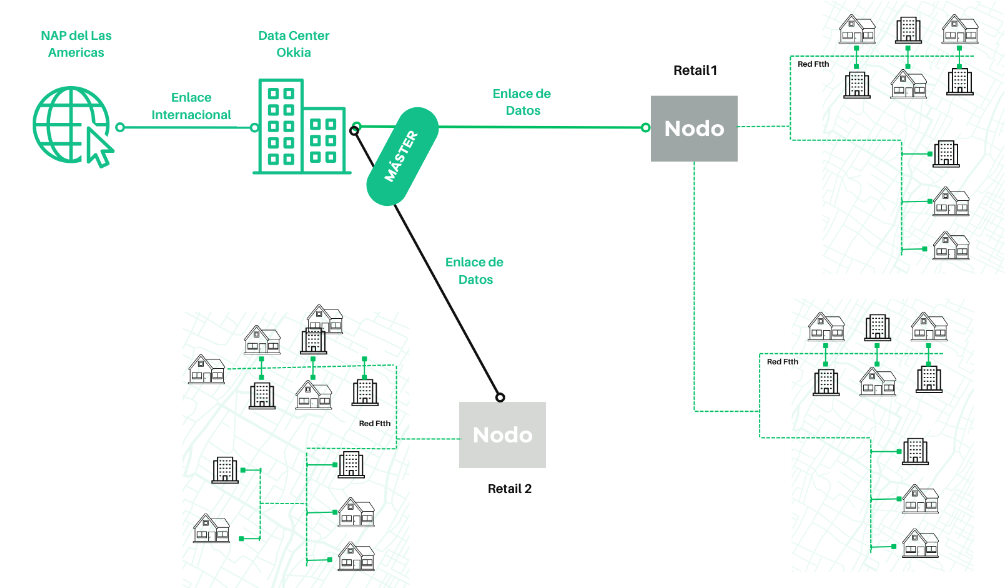 NAP del Las
Americas
Data Center
Okkia
Enlace
Internacional
MÁSTER
Enlace de
Datos
Retail1
Nodo
Red Ftth
Enlace de
Datos
Red Ftth
Red Ftth
Nodo
Retail 2